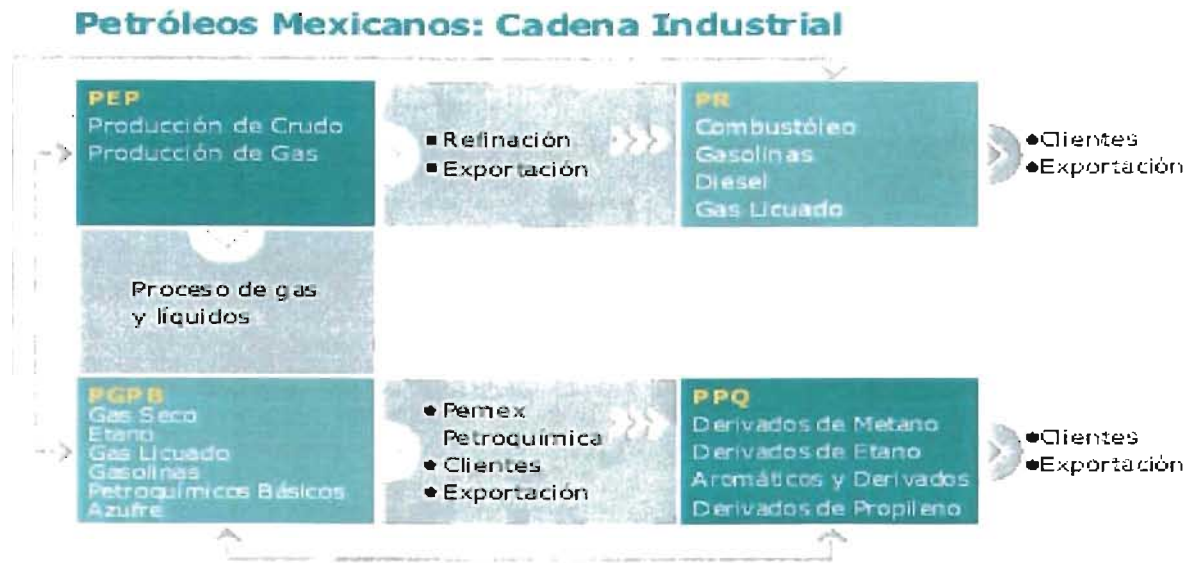 Petróleos Mexicanos: Cadena Industrial
PEP
Producción de Crudo
Producción de Gas
▪ Refinación
▪ Exportación
PR
Combustóleo
Gasolinas
Diesel
Gas Licuado
●Clientes
●Exportación
Proceso de gas
y líquidos
PGPB
Gas Seco
Etano
Gas Licuado
Gasolinas
Petroquímicos Básicos
Azufre
● Pemex
Petroquímica
● Clientes
● Exportación
PPQ
Derivados de Metano
Derivados de Etano
Aromáticos y Derivados
Derivados de Propileno
●Clientes
●Exportación